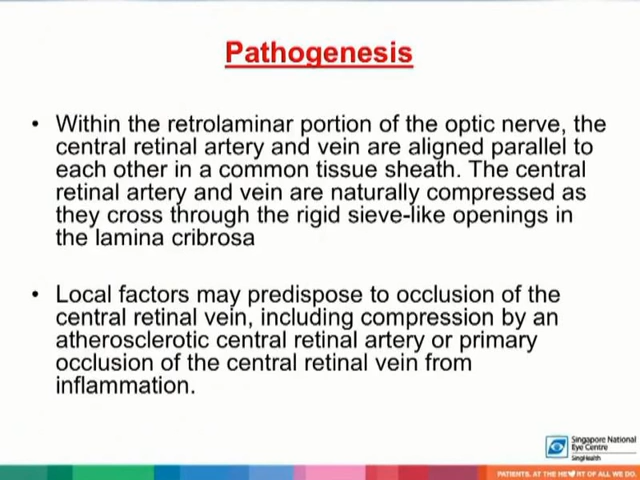 Pathogenesis
• Within the retrolaminar portion of the optic nerve, the
central retinal artery and vein are aligned parallel to
each other in a common tissue sheath. The central
retinal artery and vein are naturally compressed as
they cross through the rigid sieve-like openings in
the lamina cribrosa
• Local factors may predispose to occlusion of the
central retinal vein, including compression by an
atherosclerotic central retinal artery or primary
occlusion of the central retinal vein from
inflammation.
Singapore National
Eye Centre
SingHealth
PATIENTS. AT THE HE♥RT OF ALL WE DO.